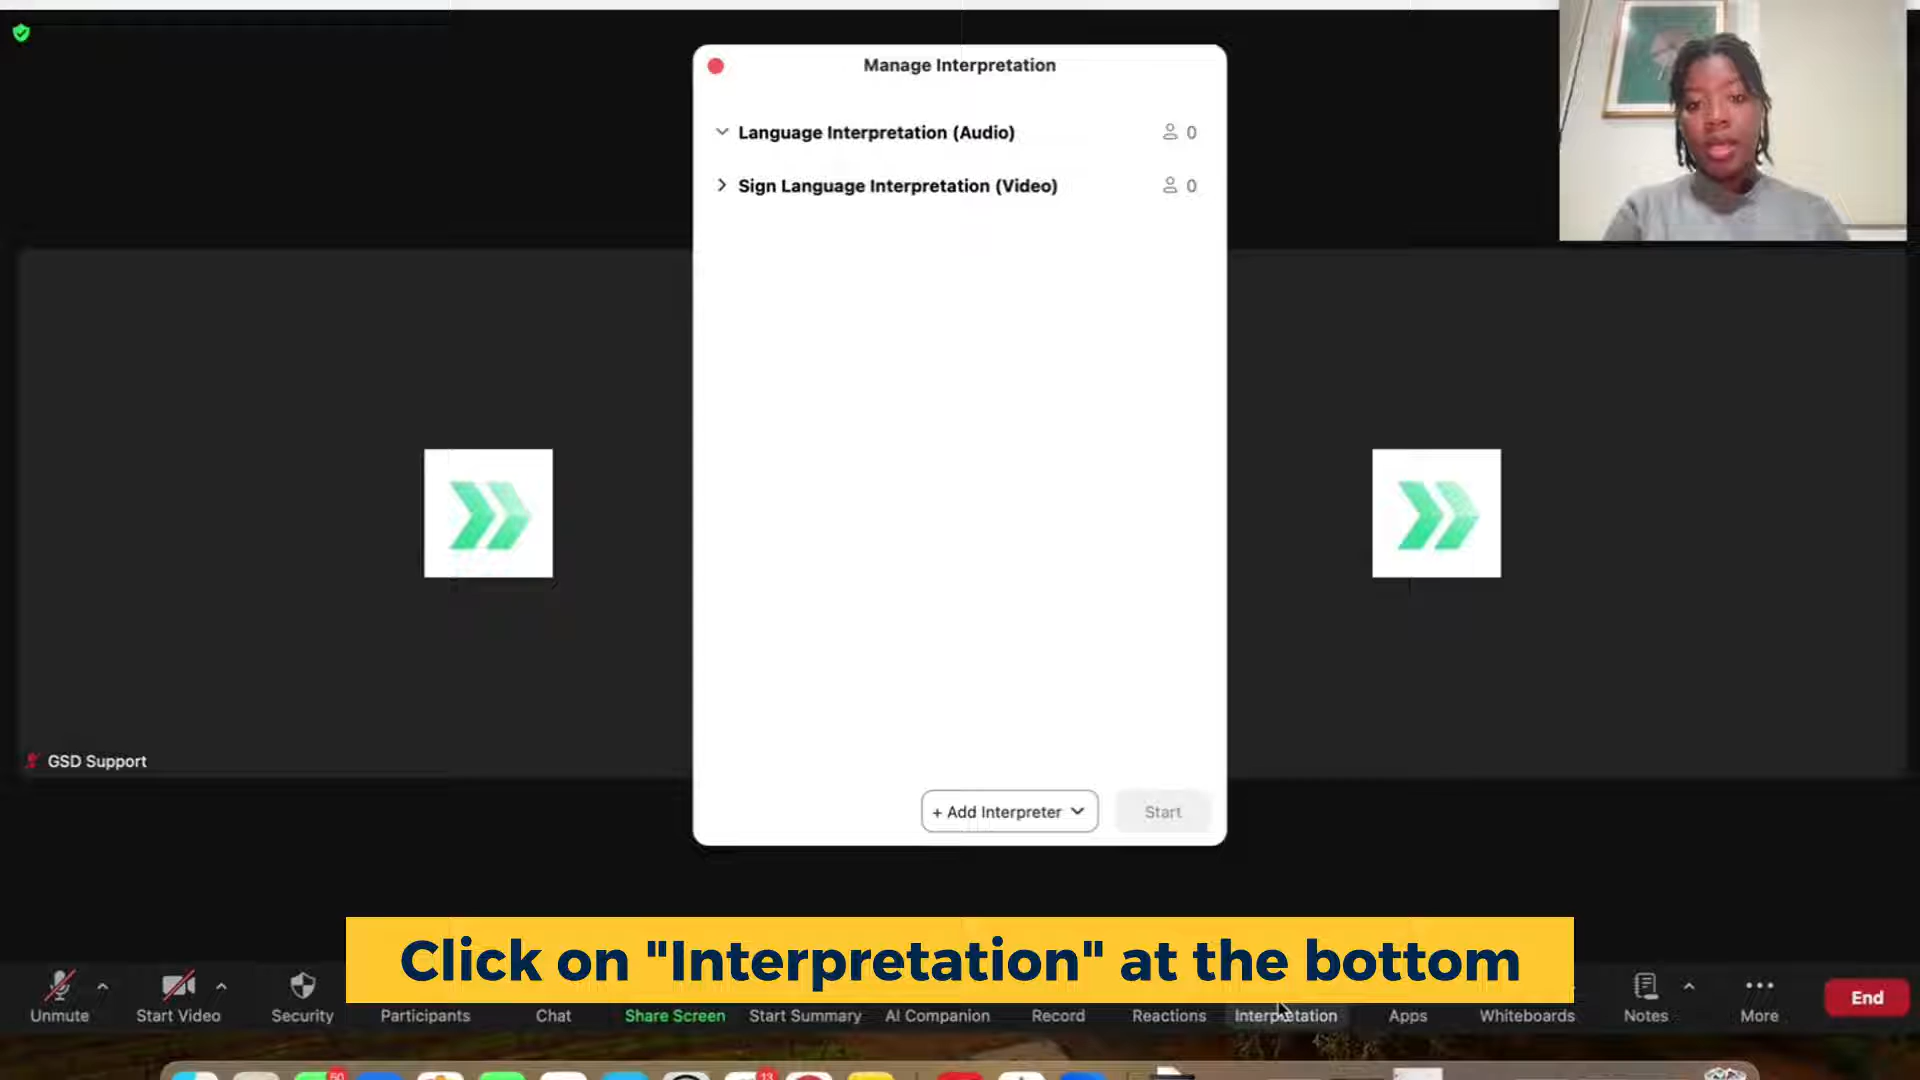 Manage Interpretation
Language Interpretation (Audio) 0
Sign Language Interpretation (Video) 0
GSD Support
+ Add Interpreter
Start
Click on "Interpretation" at the bottom
Unmute
Start Video
Security
Participants
Chat
Share Screen
Start Summary
AI Companion
Record
Reactions
Interpretation
Apps
Whiteboards
Notes
More
End
50
13